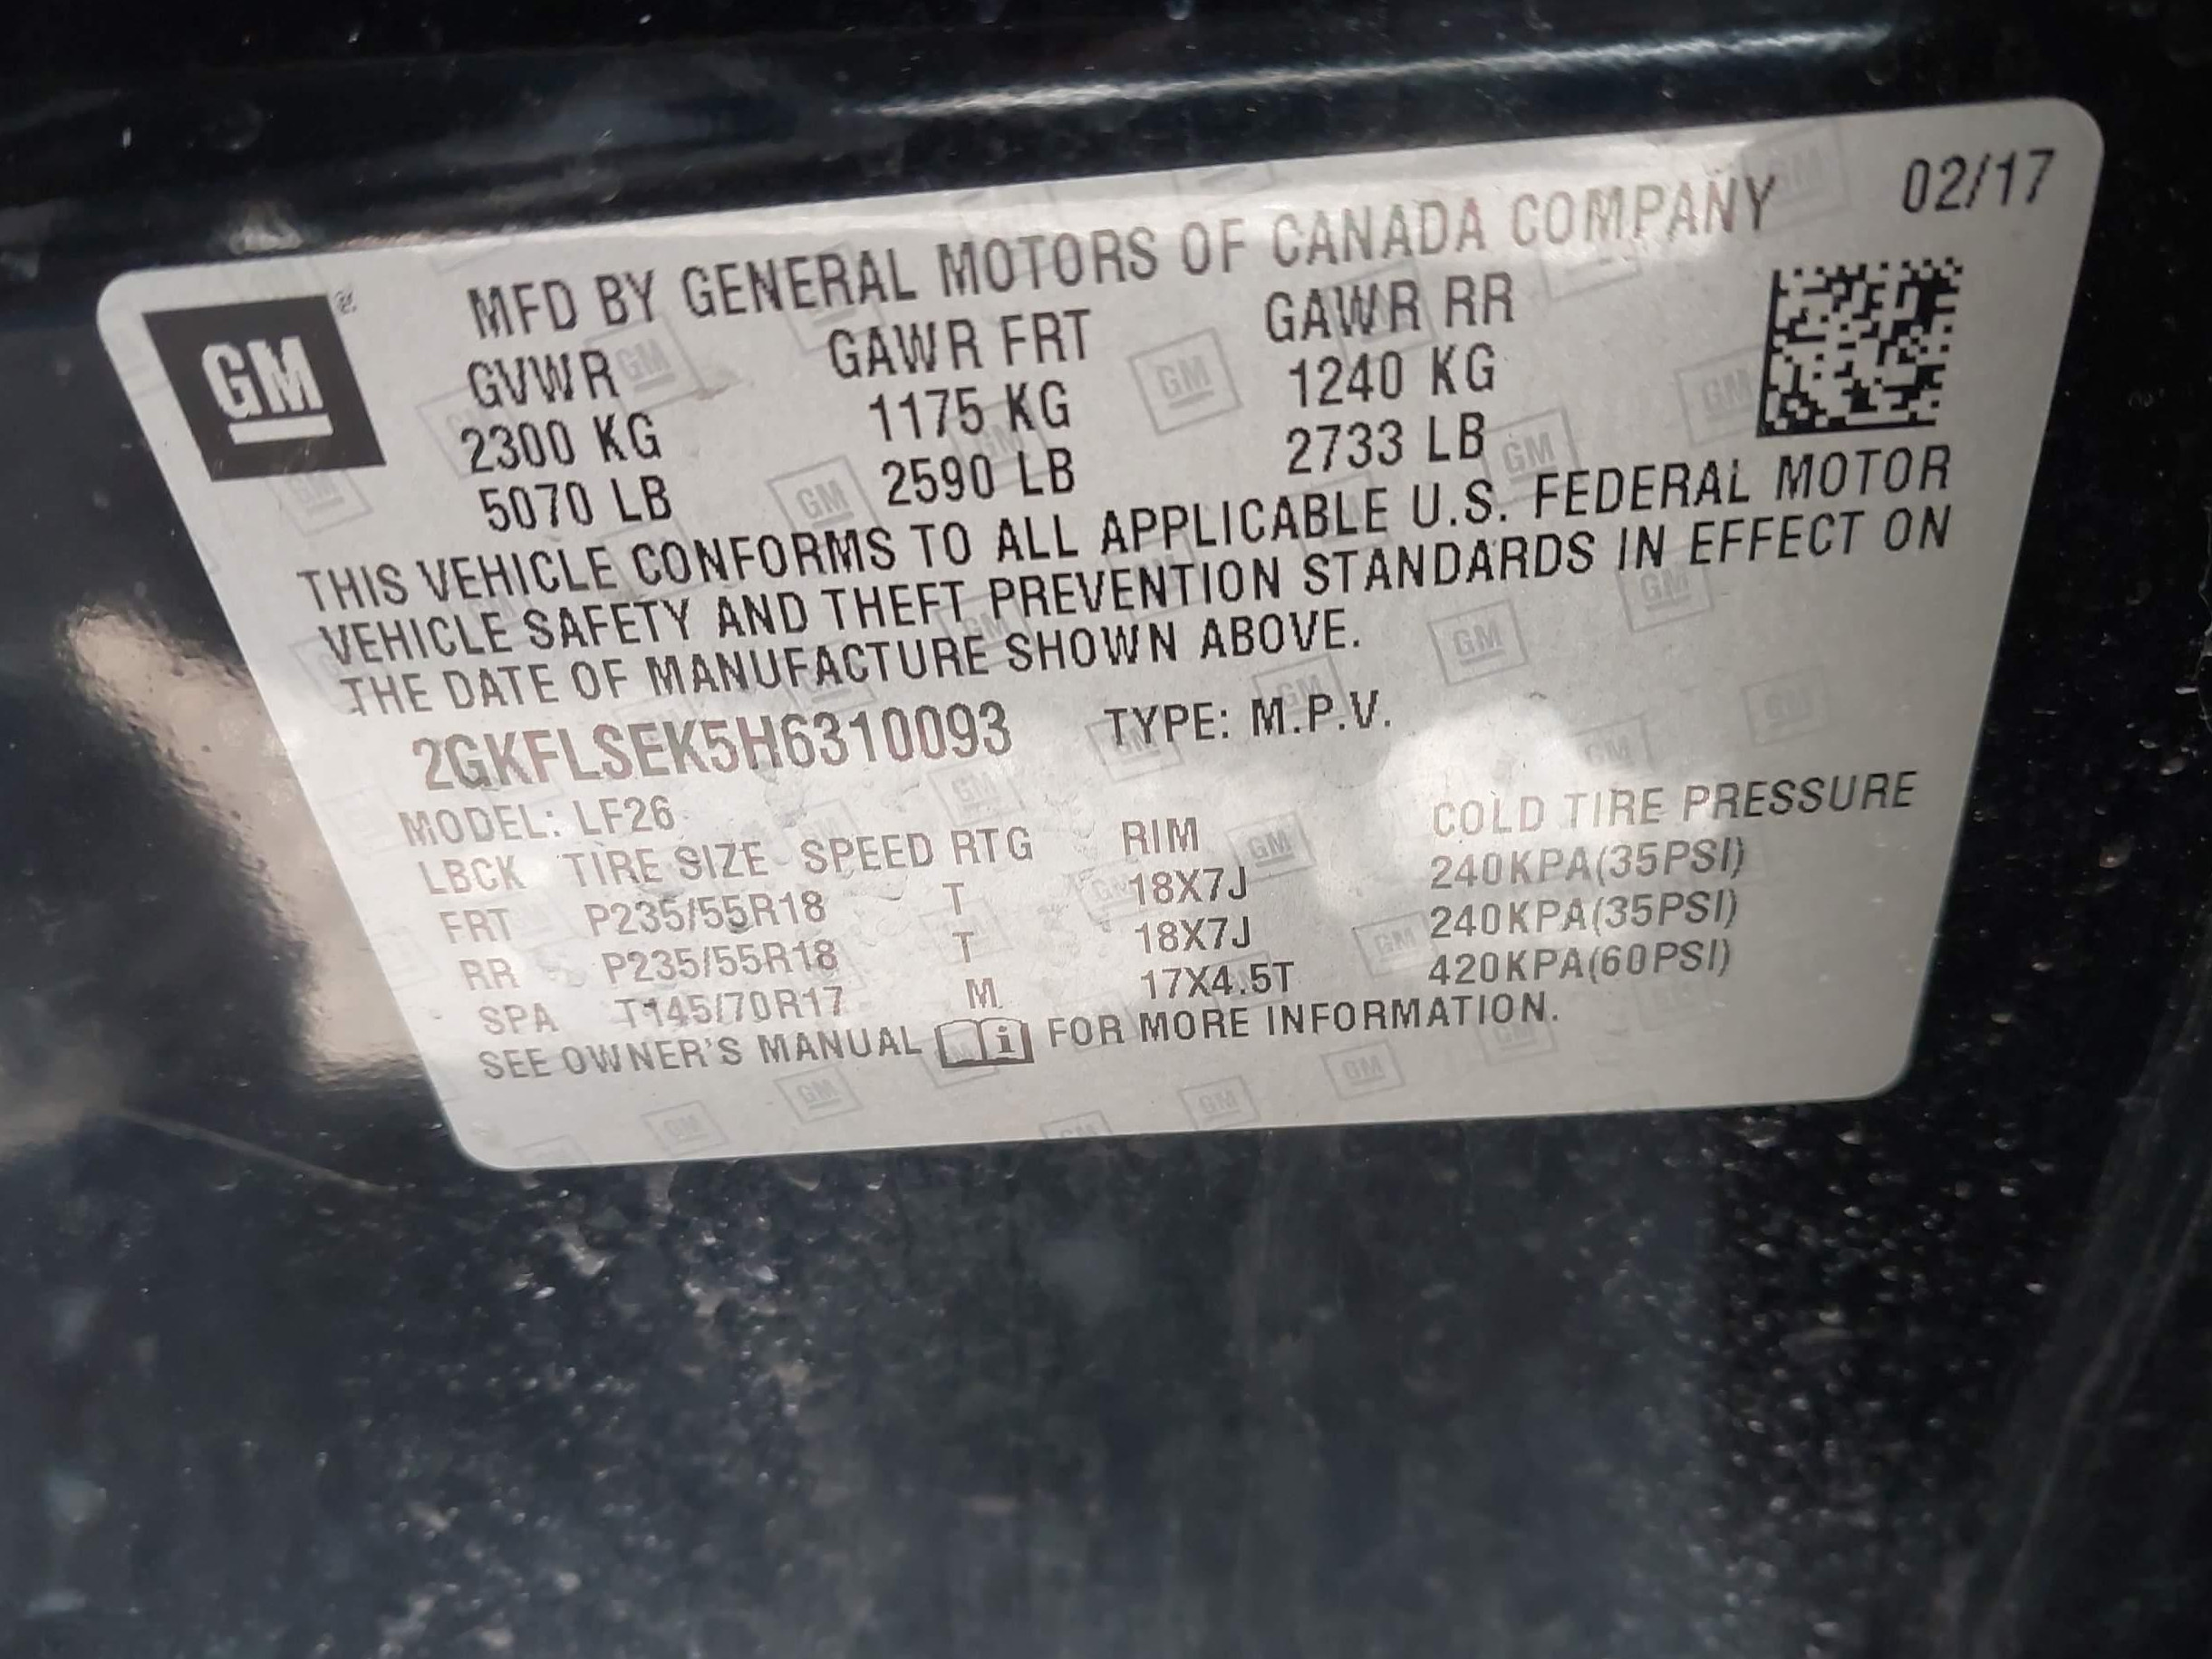 GM ®
MFD BY GENERAL MOTORS OF CANADA COMPANY 02/17
GVWR GAWR FRT GAWR RR
2300 KG 1175 KG 1240 KG
5070 LB 2590 LB 2733 LB
THIS VEHICLE CONFORMS TO ALL APPLICABLE U.S. FEDERAL MOTOR
VEHICLE SAFETY AND THEFT PREVENTION STANDARDS IN EFFECT ON
THE DATE OF MANUFACTURE SHOWN ABOVE.
2GKFLSEK5H6310093 TYPE: M.P.V.
MODEL: LF26
LBCK TIRE SIZE SPEED RTG RIM COLD TIRE PRESSURE
FRT P235/55R18 T 18X7J 240KPA(35PSI)
RR P235/55R18 T 18X7J 240KPA(35PSI)
SPA T145/70R17 M 17X4.5T 420KPA(60PSI)
SEE OWNER'S MANUAL i FOR MORE INFORMATION.